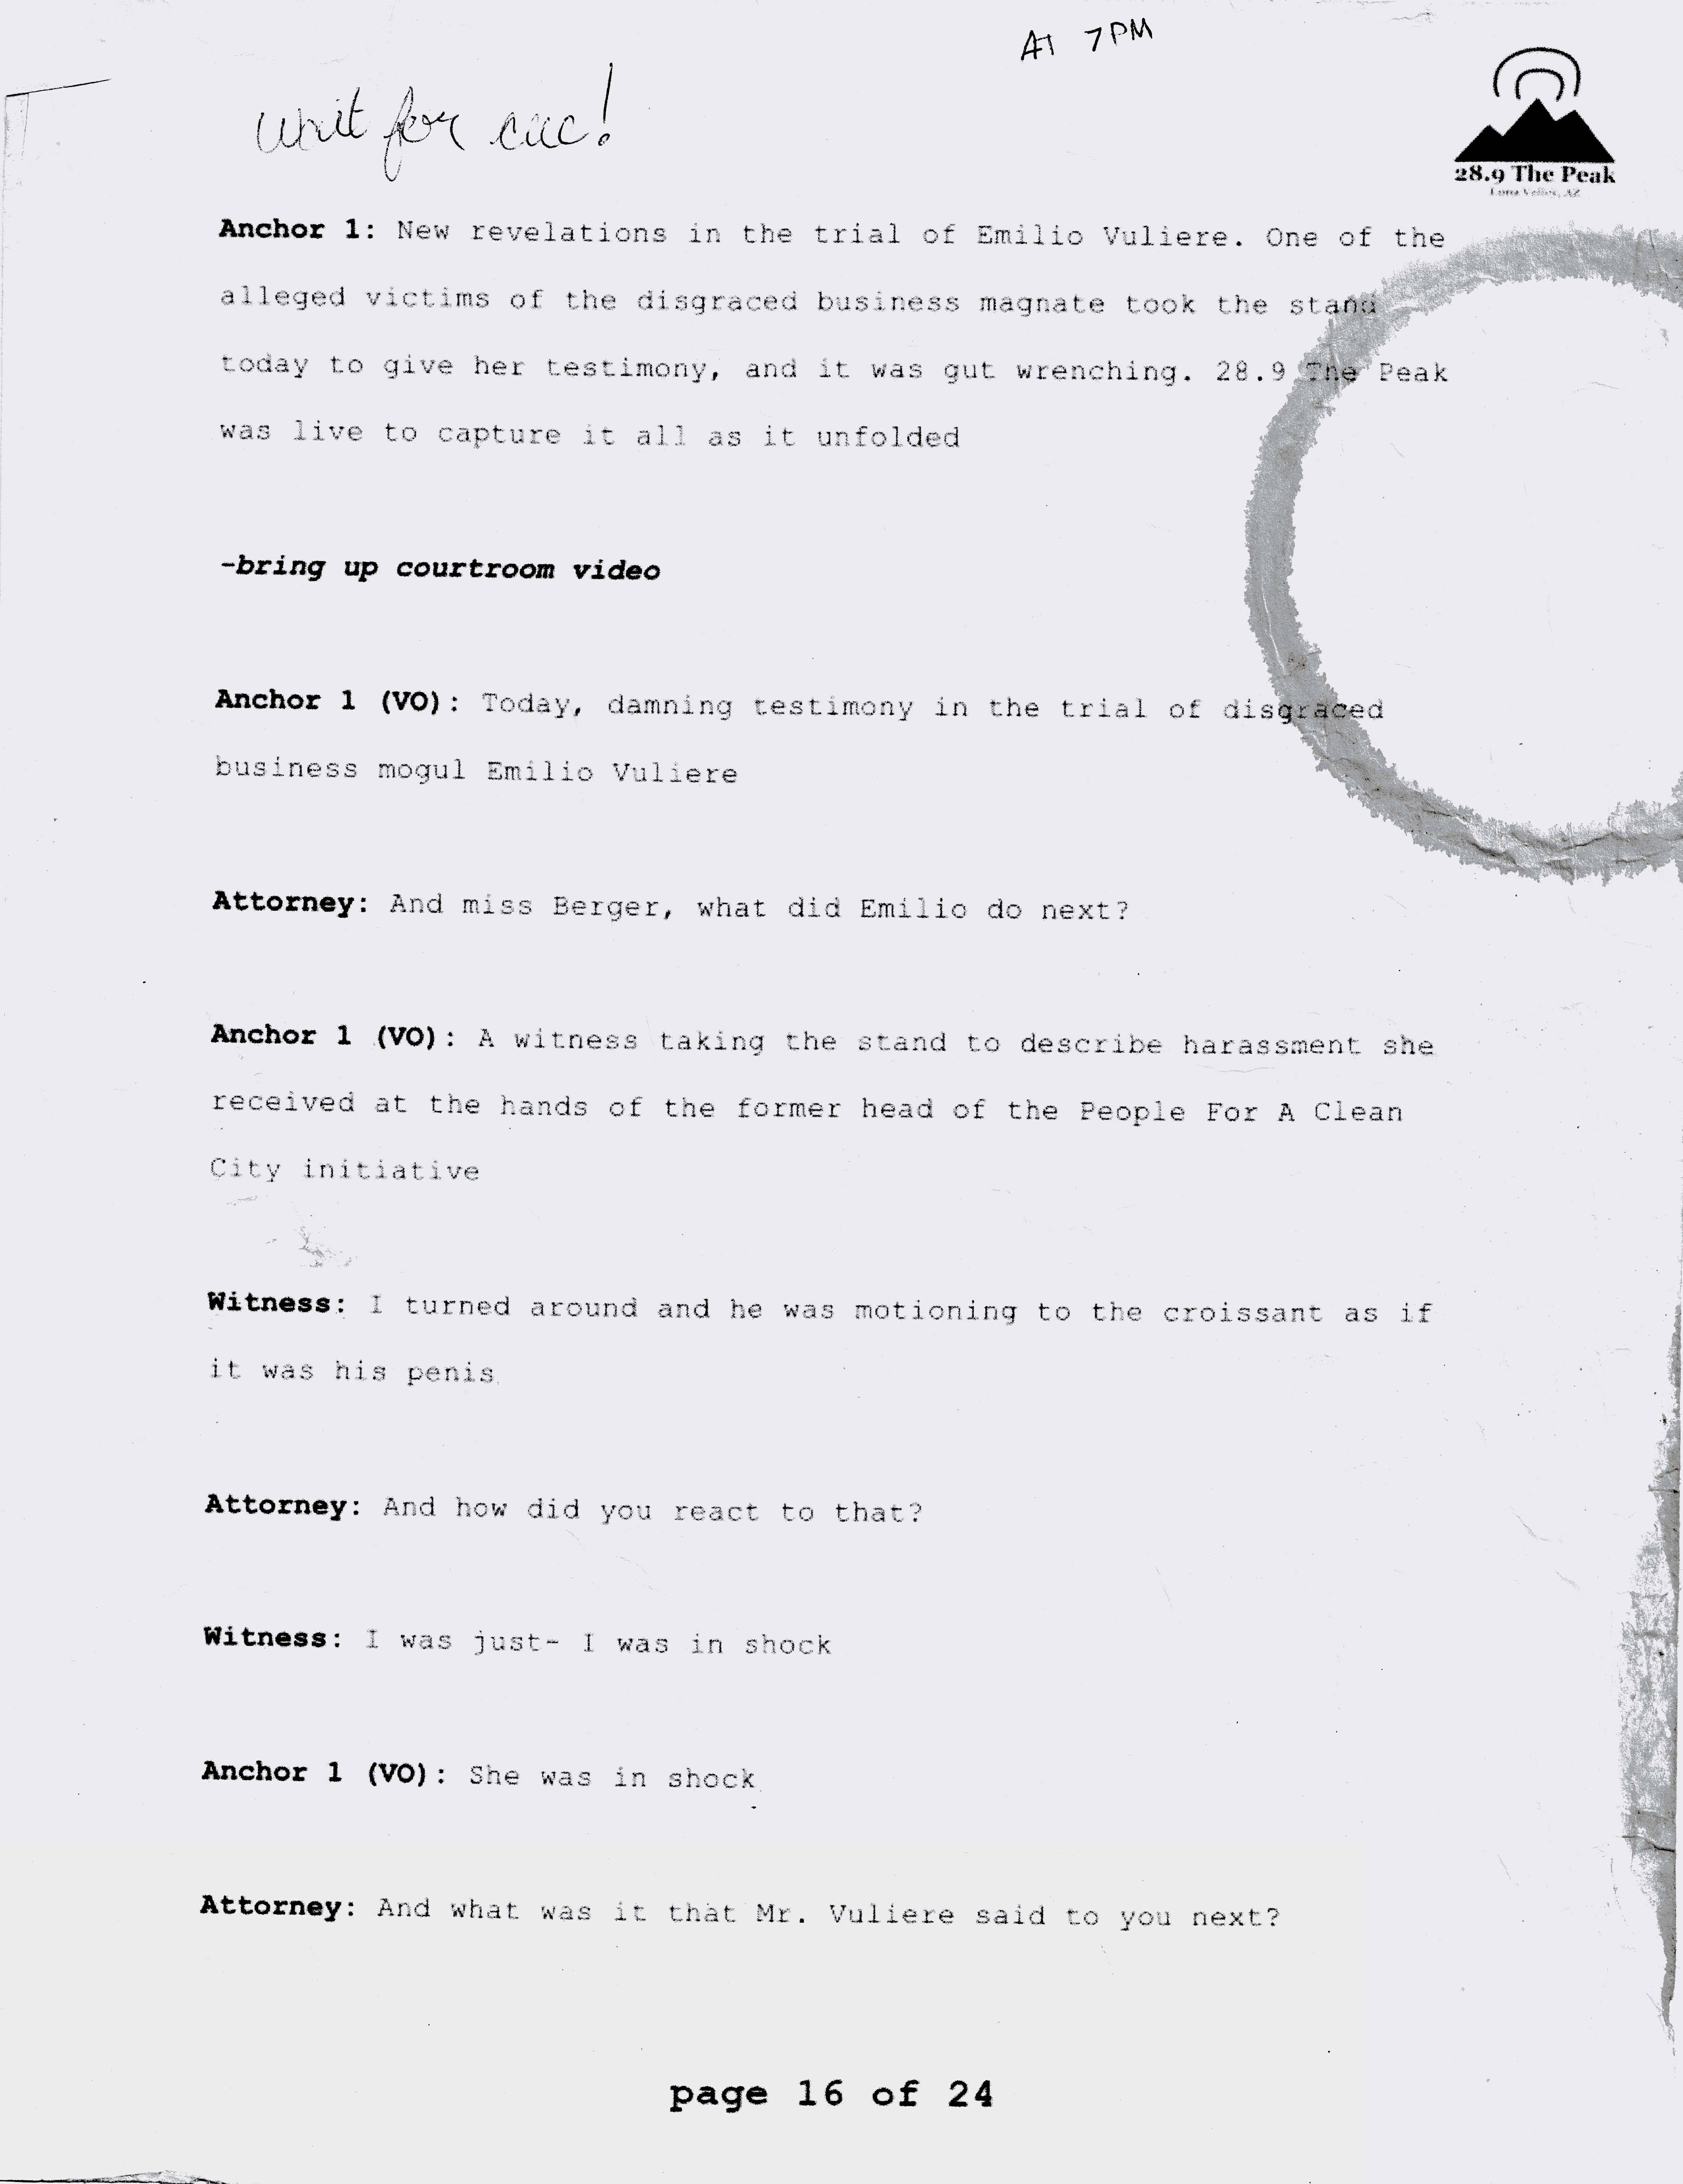 AT 7PM
wait for cue!
28.9 The Peak
Anchor 1: New revelations in the trial of Emilio Vuliere. One of the
alleged victims of the disgraced business magnate took the stand
today to give her testimony, and it was gut wrenching. 28.9 The Peak
was live to capture it all as it unfolded
-bring up courtroom video
Anchor 1 (VO): Today, damning testimony in the trial of disgraced
business mogul Emilio Vuliere
Attorney: And miss Berger, what did Emilio do next?
Anchor 1 (VO): A witness taking the stand to describe harassment she
received at the hands of the former head of the People For A Clean
City initiative
Witness: I turned around and he was motioning to the croissant as if
it was his penis
Attorney: And how did you react to that?
Witness: I was just- I was in shock
Anchor 1 (VO): She was in shock
Attorney: And what was it that Mr. Vuliere said to you next?
page 16 of 24